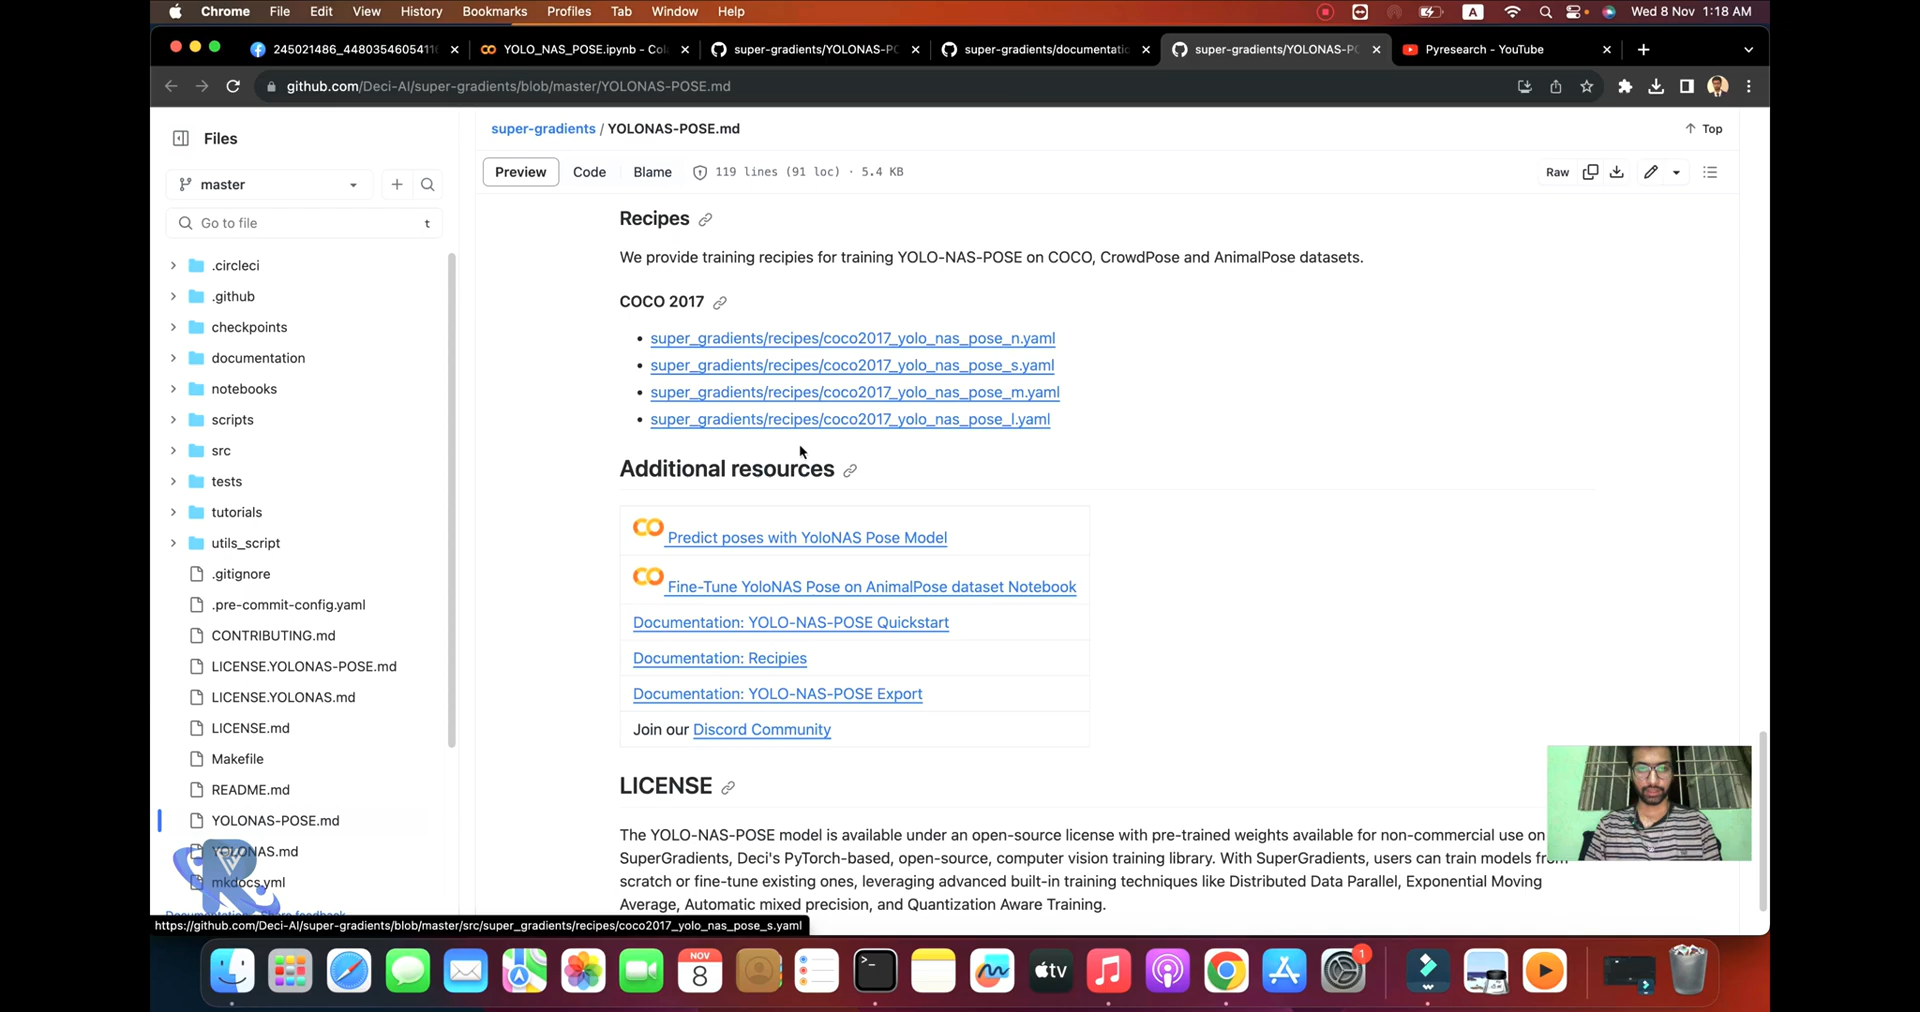 Chrome File Edit View History Bookmarks Profiles Tab Window Help A Wed 8 Nov 1:18 AM
245021486_44803546054116 YOLO_NAS_POSE.ipynb - Col super-gradients/YOLONAS-PO super-gradients/documentatio super-gradients/YOLONAS-PO Pyresearch - YouTube
github.com/Deci-AI/super-gradients/blob/master/YOLONAS-POSE.md
Files
master
Go to file t
.circleci
.github
checkpoints
documentation
notebooks
scripts
src
tests
tutorials
utils_script
.gitignore
.pre-commit-config.yaml
CONTRIBUTING.md
LICENSE.YOLONAS-POSE.md
LICENSE.YOLONAS.md
LICENSE.md
Makefile
README.md
YOLONAS-POSE.md
YOLONAS.md
mkdocs.yml
super-gradients / YOLONAS-POSE.md Top
Preview Code Blame 119 lines (91 loc) · 5.4 KB Raw
Recipes
We provide training recipies for training YOLO-NAS-POSE on COCO, CrowdPose and AnimalPose datasets.
COCO 2017
• super_gradients/recipes/coco2017_yolo_nas_pose_n.yaml
• super_gradients/recipes/coco2017_yolo_nas_pose_s.yaml
• super_gradients/recipes/coco2017_yolo_nas_pose_m.yaml
• super_gradients/recipes/coco2017_yolo_nas_pose_l.yaml
Additional resources
Predict poses with YoloNAS Pose Model
Fine-Tune YoloNAS Pose on AnimalPose dataset Notebook
Documentation: YOLO-NAS-POSE Quickstart
Documentation: Recipies
Documentation: YOLO-NAS-POSE Export
Join our Discord Community
LICENSE
The YOLO-NAS-POSE model is available under an open-source license with pre-trained weights available for non-commercial use on
SuperGradients, Deci's PyTorch-based, open-source, computer vision training library. With SuperGradients, users can train models from
scratch or fine-tune existing ones, leveraging advanced built-in training techniques like Distributed Data Parallel, Exponential Moving
Average, Automatic mixed precision, and Quantization Aware Training.
https://github.com/Deci-AI/super-gradients/blob/master/src/super_gradients/recipes/coco2017_yolo_nas_pose_s.yaml
NOV
8
tv
1